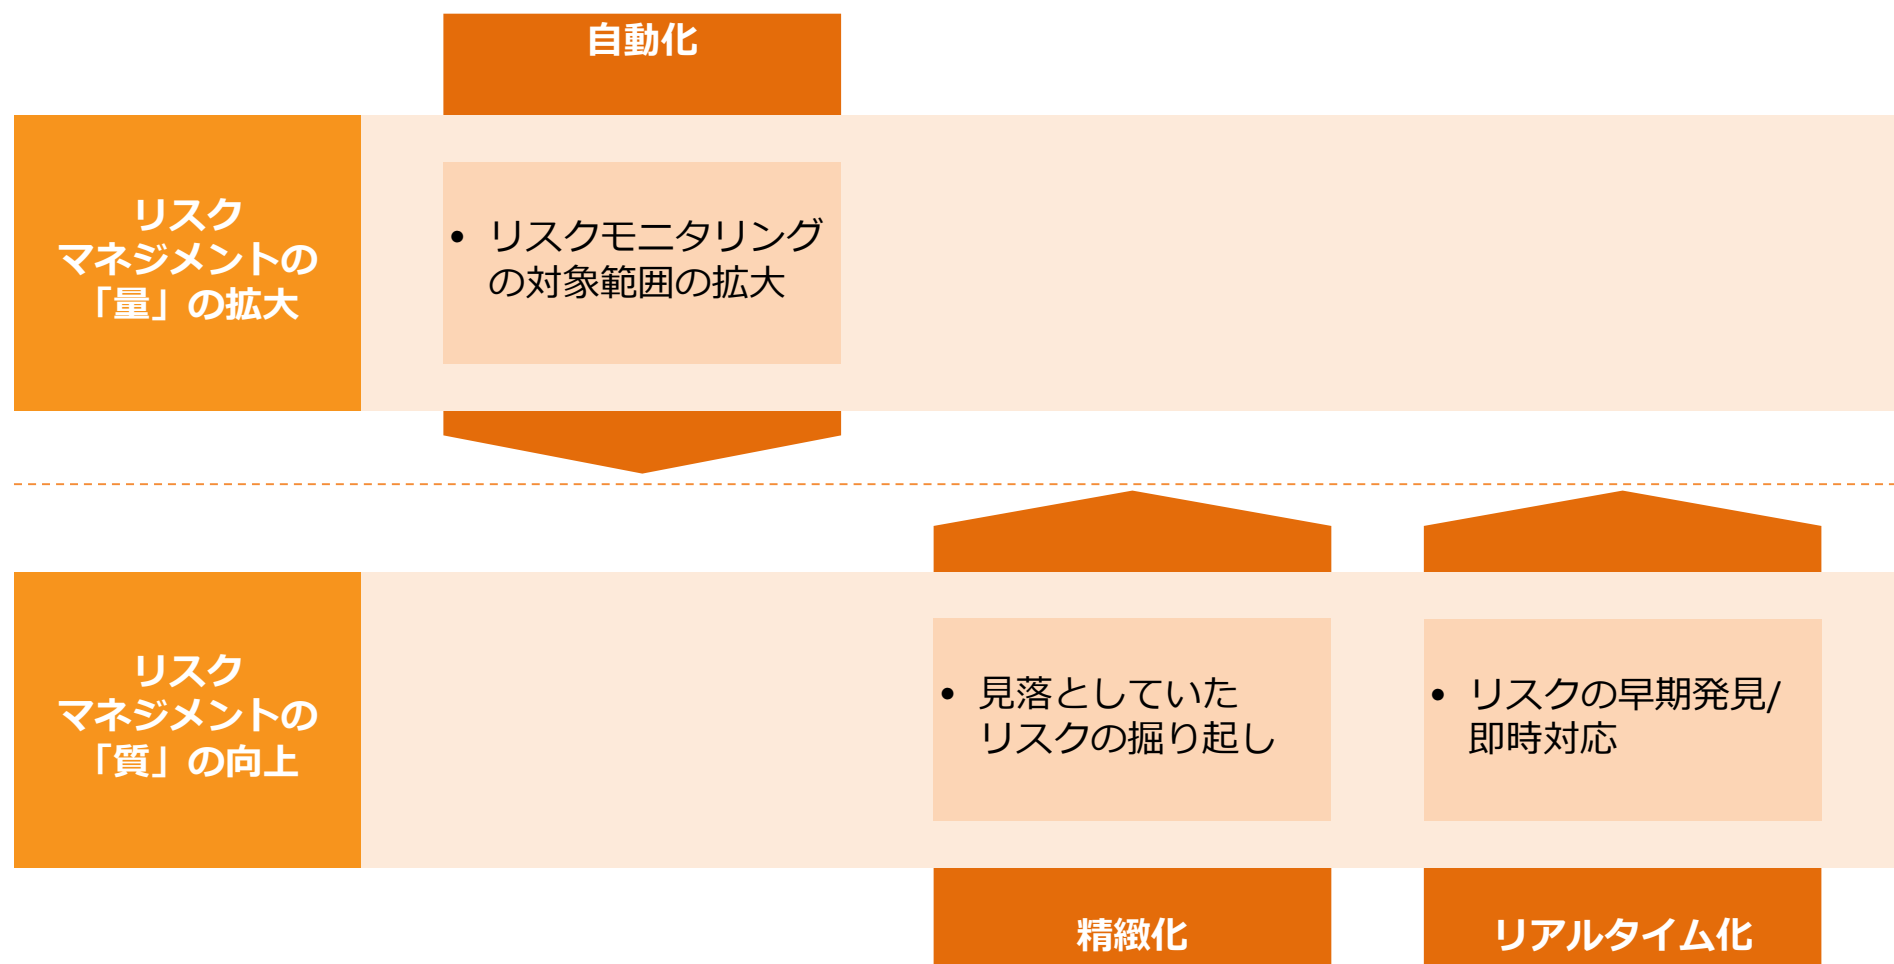 自動化
リスク
マネジメントの
「量」の拡大
• リスクモニタリング
の対象範囲の拡大
リスク
マネジメントの
「質」の向上
• 見落としていた
リスクの掘り起し
• リスクの早期発見/
即時対応
精緻化
リアルタイム化